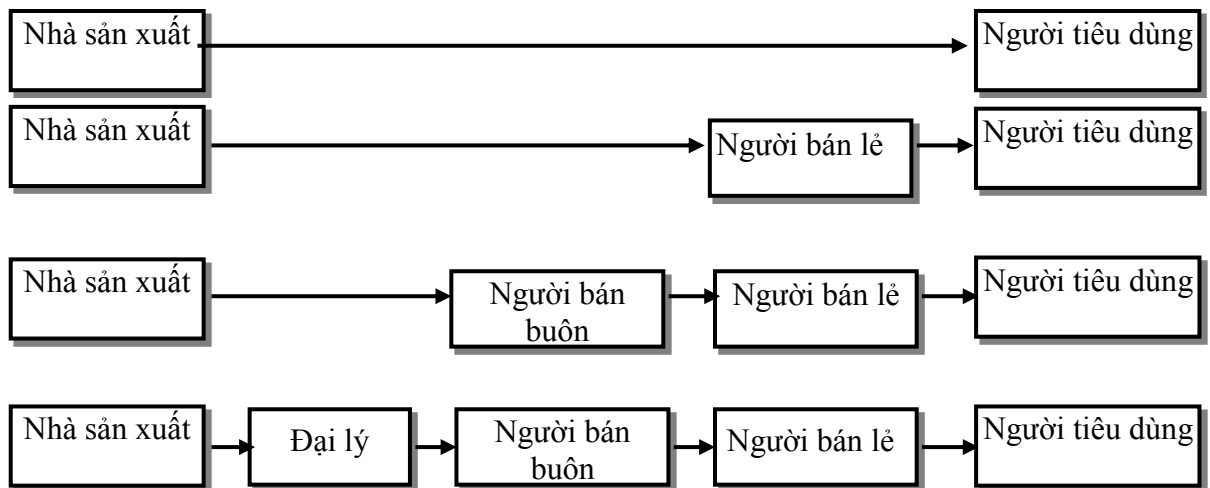 Nhà sản xuất
Người tiêu dùng
Nhà sản xuất
Người bán lẻ
Người tiêu dùng
Nhà sản xuất
Người bán
buôn
Người bán lẻ
Người tiêu dùng
Nhà sản xuất
Đại lý
Người bán
buôn
Người bán lẻ
Người tiêu dùng